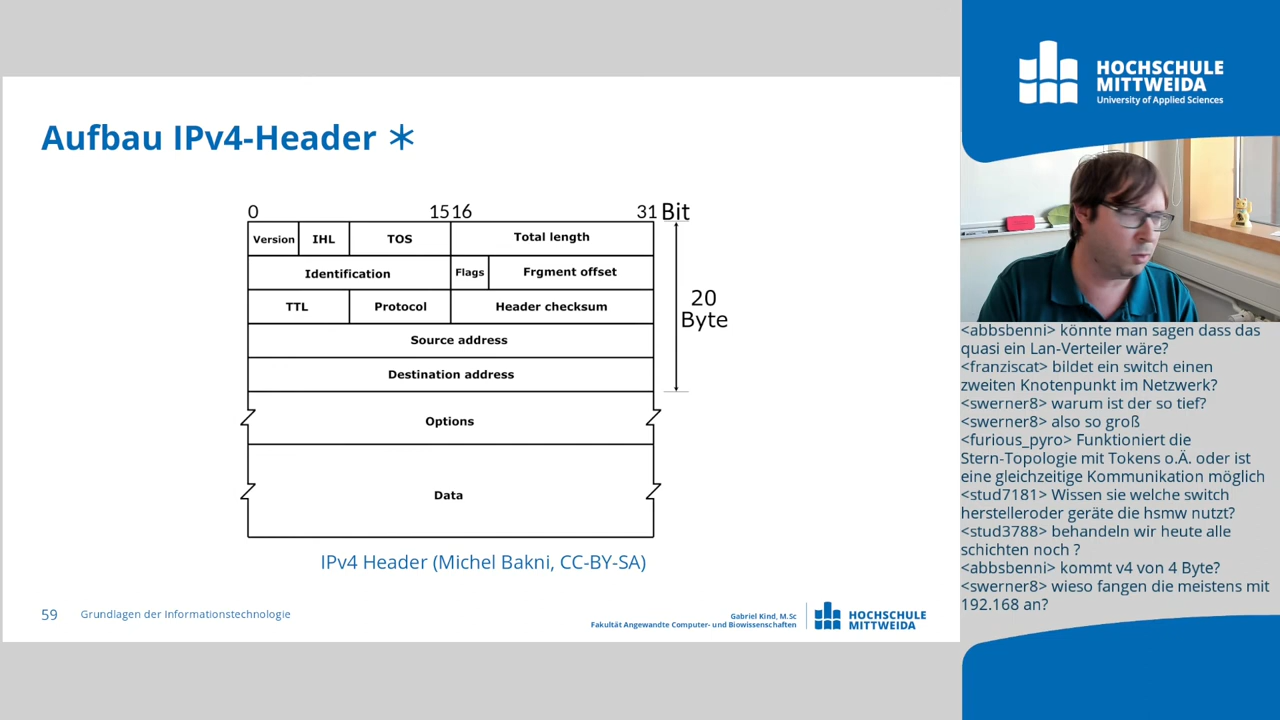 Aufbau IPv4-Header ＊
0 15 16 31 Bit
Version IHL TOS Total length
Identification Flags Frgment offset
TTL Protocol Header checksum
Source address
Destination address
Options
Data
20
Byte
IPv4 Header (Michel Bakni, CC-BY-SA)
59 Grundlagen der Informationstechnologie
Gabriel Kind, M.Sc
Fakultät Angewandte Computer- und Biowissenschaften
HOCHSCHULE
MITTWEIDA
HOCHSCHULE
MITTWEIDA
University of Applied Sciences
<abbsbenni> könnte man sagen dass das
quasi ein Lan-Verteiler wäre?
<franziscat> bildet ein switch einen
zweiten Knotenpunkt im Netzwerk?
<swerner8> warum ist der so tief?
<swerner8> also so groß
<furious_pyro> Funktioniert die
Stern-Topologie mit Tokens o.Ä. oder ist
eine gleichzeitige Kommunikation möglich
<stud7181> Wissen sie welche switch
herstelleroder geräte die hsmw nutzt?
<stud3788> behandeln wir heute alle
schichten noch ?
<abbsbenni> kommt v4 von 4 Byte?
<swerner8> wieso fangen die meistens mit
192.168 an?